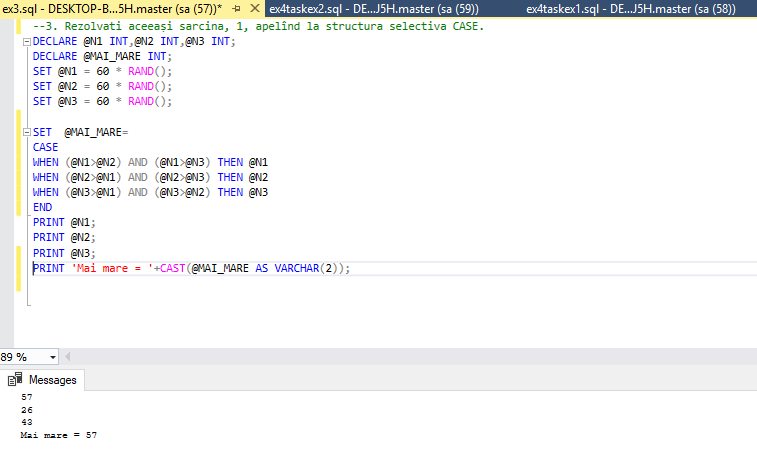 ex3.sql - DESKTOP-B...5H.master (sa (57))* ex4taskex2.sql - DE...J5H.master (sa (59)) ex4taskex1.sql - DE...J5H.master (sa (58))
--3. Rezolvati aceeași sarcina, 1, apelînd la structura selectiva CASE.
DECLARE @N1 INT,@N2 INT,@N3 INT;
DECLARE @MAI_MARE INT;
SET @N1 = 60 * RAND();
SET @N2 = 60 * RAND();
SET @N3 = 60 * RAND();
SET @MAI_MARE=
CASE
WHEN (@N1>@N2) AND (@N1>@N3) THEN @N1
WHEN (@N2>@N1) AND (@N2>@N3) THEN @N2
WHEN (@N3>@N1) AND (@N3>@N2) THEN @N3
END
PRINT @N1;
PRINT @N2;
PRINT @N3;
PRINT 'Mai mare = '+CAST(@MAI_MARE AS VARCHAR(2));
89 %
Messages
57
26
43
Mai mare = 57